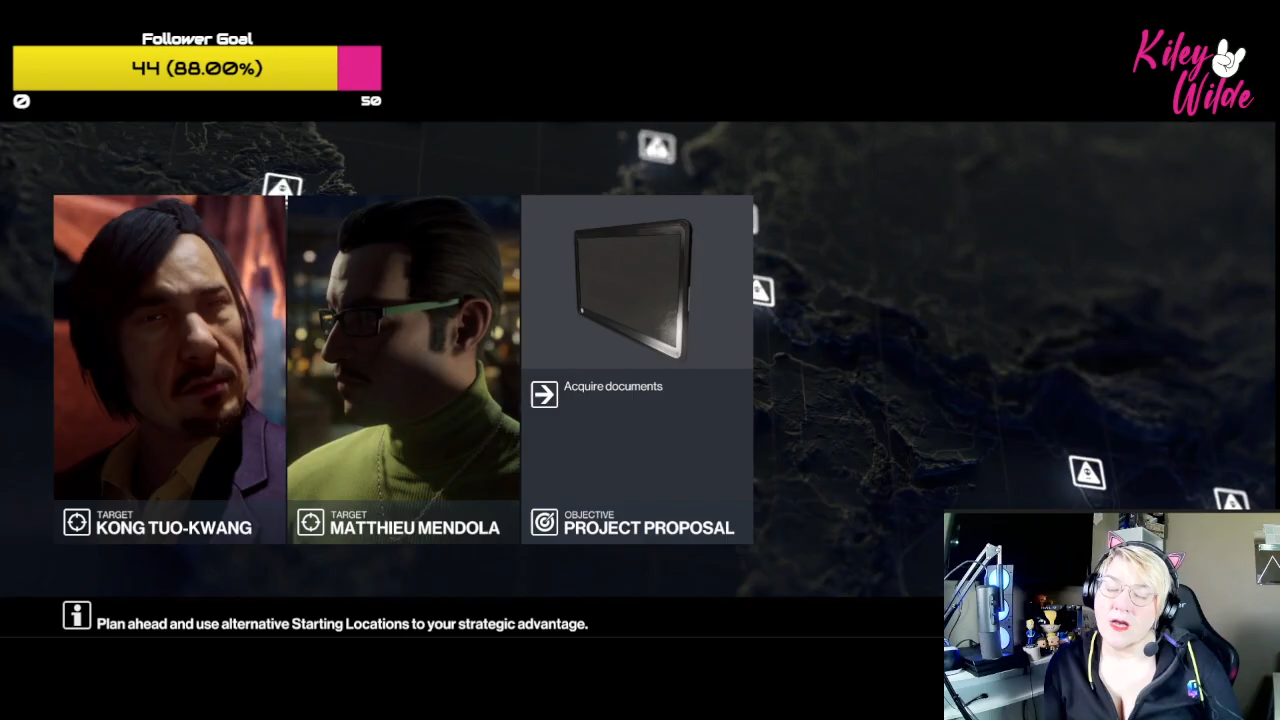 Follower Goal
44 (88.00%)
0
50
Kiley
Wilde
Acquire documents
TARGET
KONG TUO-KWANG
TARGET
MATTHIEU MENDOLA
OBJECTIVE
PROJECT PROPOSAL
Plan ahead and use alternative Starting Locations to your strategic advantage.